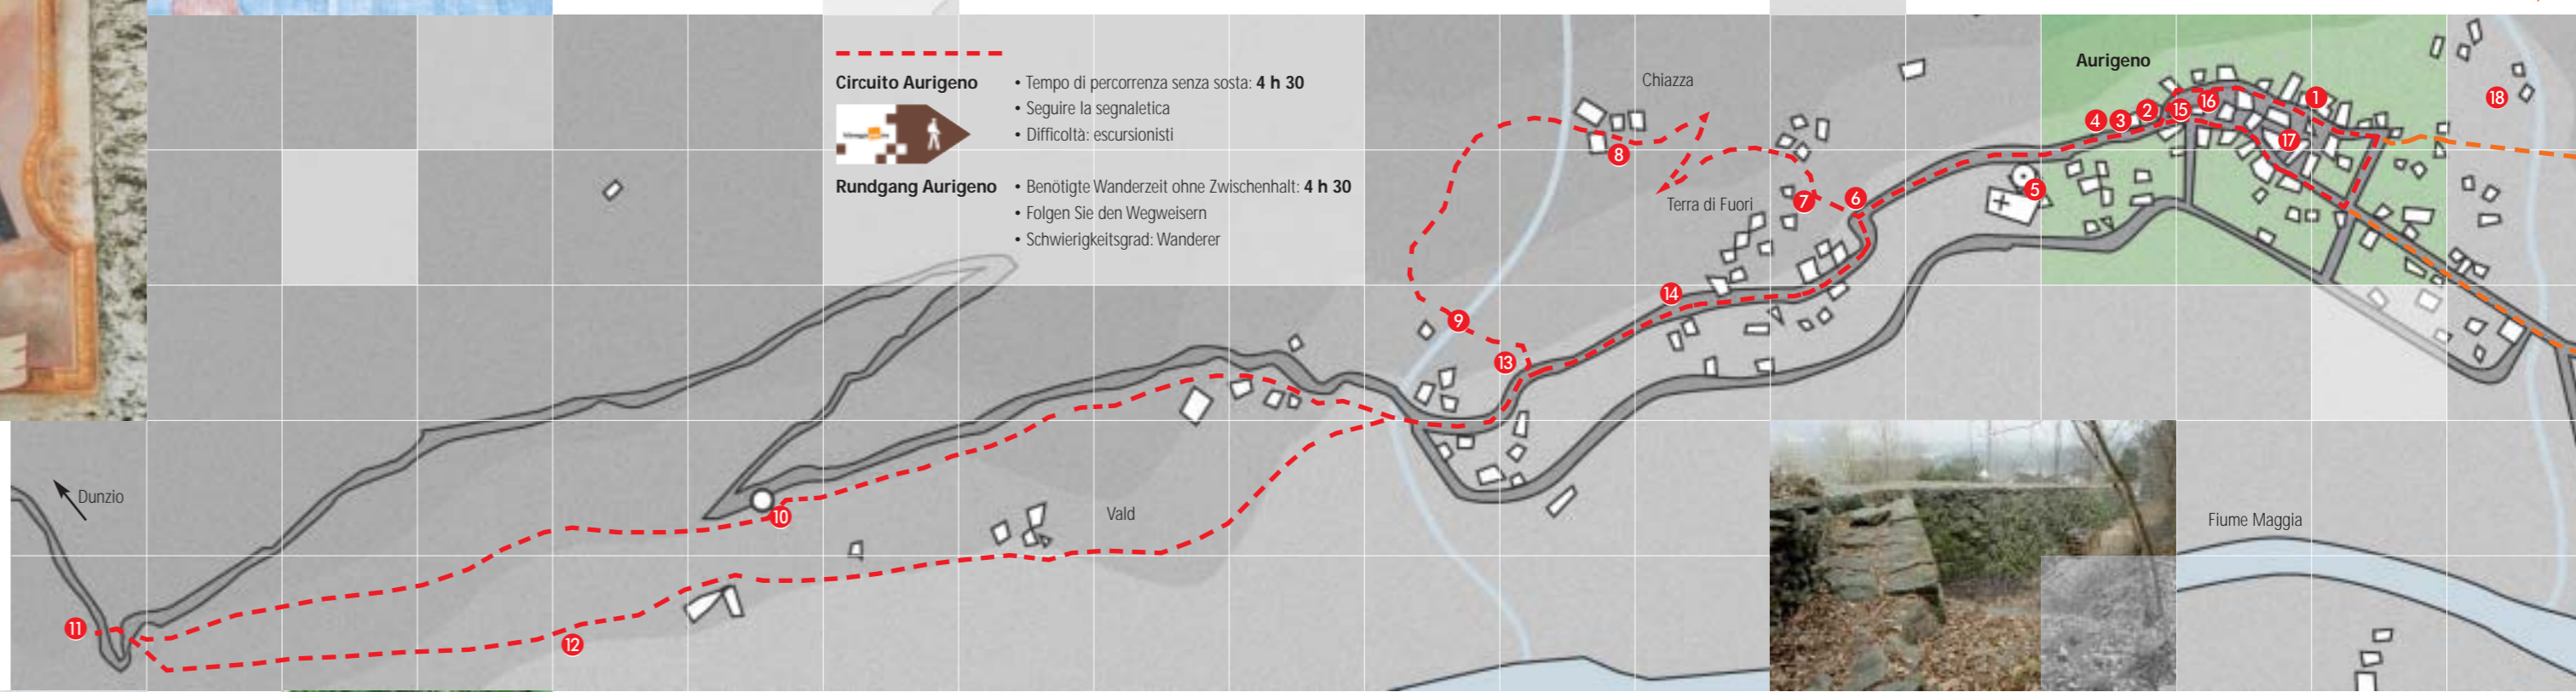 Circuito Aurigeno
• Tempo di percorrenza senza sosta: 4 h 30
• Seguire la segnaletica
• Difficoltà: escursionisti
Rundgang Aurigeno
• Benötigte Wanderzeit ohne Zwischenhalt: 4 h 30
• Folgen Sie den Wegweisern
• Schwierigkeitsgrad: Wanderer
Chiazza
Aurigeno
Terra di Fuori
Dunzio
Vald
Fiume Maggia
1
2
3
4
5
6
7
8
9
10
11
12
13
14
15
16
17
18